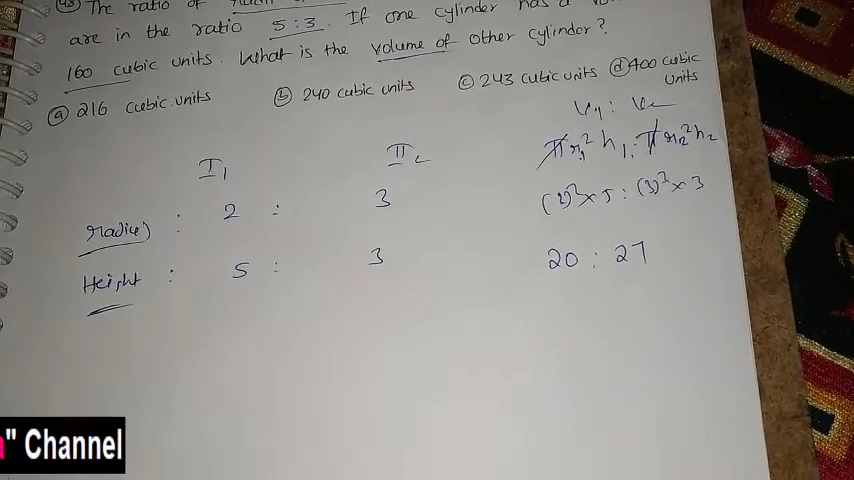 The ratio of
are in the ratio 5:3. If one cylinder has a
160 cubic units. What is the volume of other cylinder?
(a) 216 cubic units (b) 240 cubic units (c) 243 cubic units (d) 400 cubic units
V1 : V2
I1 II2
πr1²h1 : πr2²h2
radius : 2 : 3
(2)² x 5 : (3)² x 3
Height : 5 : 3
20 : 27
" Channel